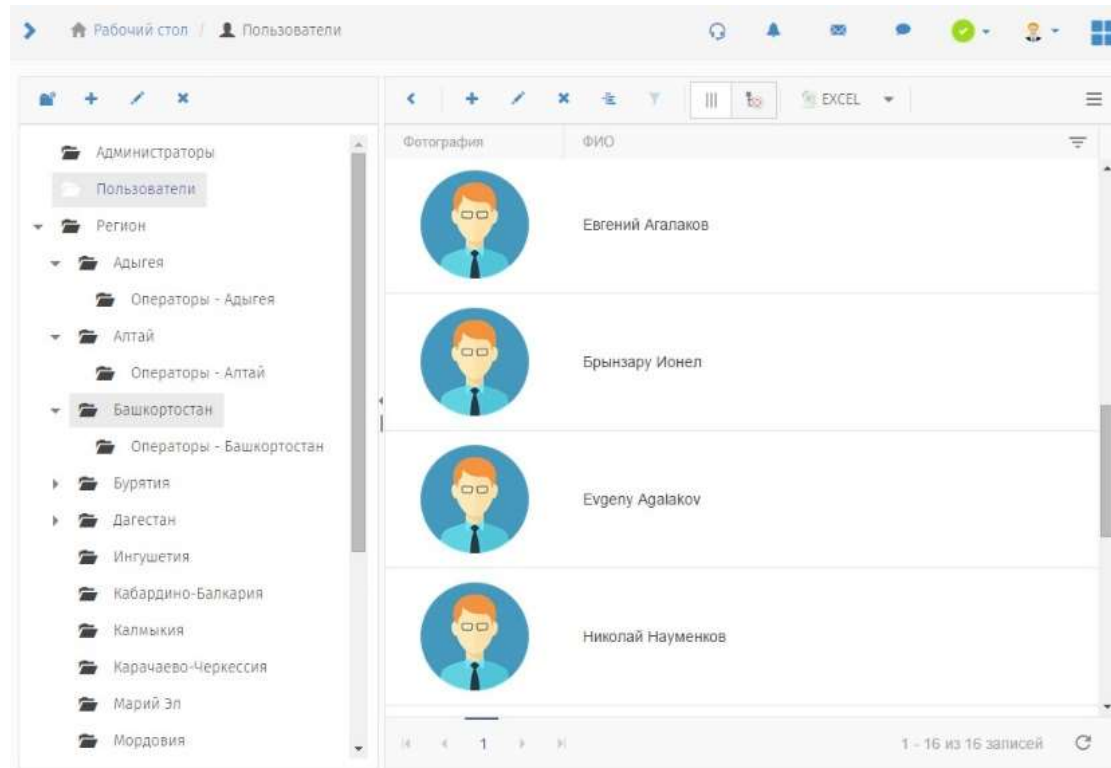 Рабочий стол / Пользователи
EXCEL
Администраторы
Пользователи
Регион
Адыгея
Операторы - Адыгея
Алтай
Операторы - Алтай
Башкортостан
Операторы - Башкортостан
Бурятия
Дагестан
Ингушетия
Кабардино-Балкария
Калмыкия
Карачаево-Черкессия
Марий Эл
Мордовия
Фотография ФИО
Евгений Агалаков
Брынзару Ионел
Evgeny Agalakov
Николай Науменков
1
1 - 16 из 16 записей